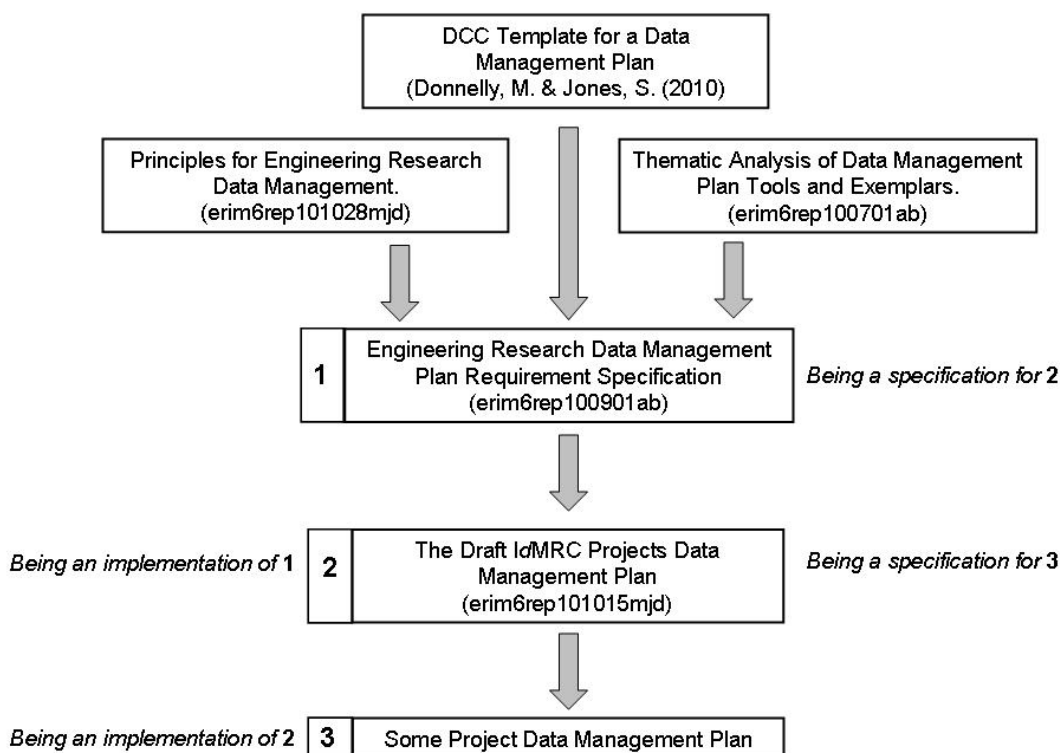 DCC Template for a Data
Management Plan
(Donnelly, M. & Jones, S. (2010)
Principles for Engineering Research
Data Management.
(erim6rep101028mjd)
Thematic Analysis of Data Management
Plan Tools and Exemplars.
(erim6rep100701ab)
1
Engineering Research Data Management
Plan Requirement Specification
(erim6rep100901ab)
Being a specification for 2
Being an implementation of 1
2
The Draft IdMRC Projects Data
Management Plan
(erim6rep101015mjd)
Being a specification for 3
Being an implementation of 2
3
Some Project Data Management Plan